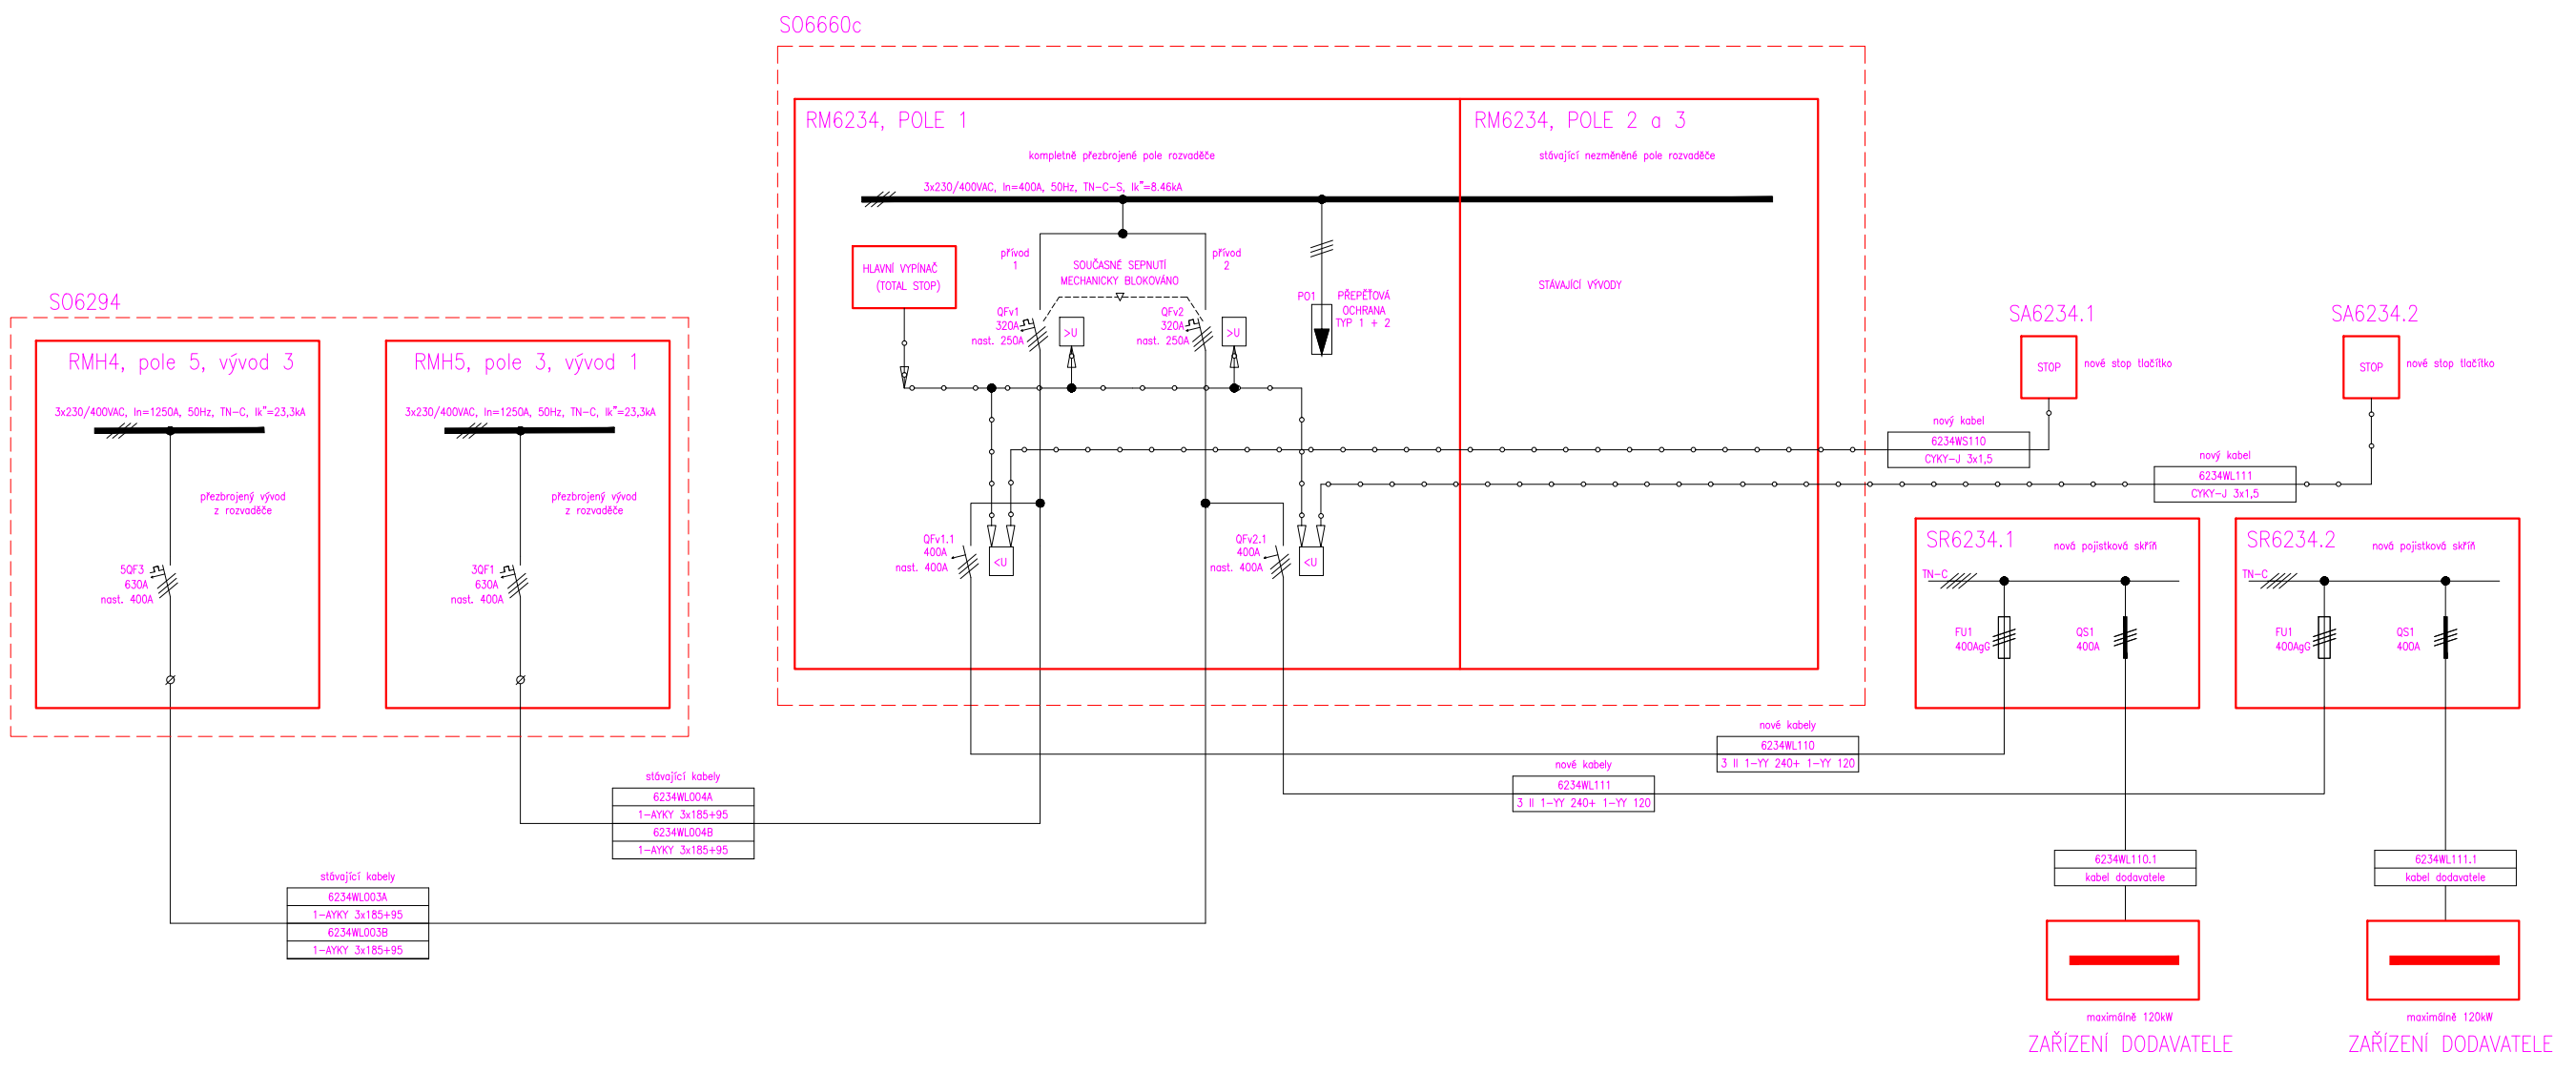 SO6660c
RM6234, POLE 1
kompletně přezbrojené pole rozvaděče
3x230/400VAC, In=400A, 50Hz, TN-C-S, Ik"=8.46kA
HLAVNÍ VYPÍNAČ
(TOTAL STOP)
přívod
1
SOUČASNÉ SEPNUTÍ
MECHANICKY BLOKOVÁNO
přívod
2
QFv1
320A
nast. 250A
>U
QFv2
320A
nast. 250A
>U
PO1
PŘEPĚŤOVÁ
OCHRANA
TYP 1 + 2
QFv1.1
400A
nast. 400A
<U
QFv2.1
400A
nast. 400A
<U
RM6234, POLE 2 a 3
stávající nezměněné pole rozvaděče
STÁVAJÍCÍ VÝVODY
SO6294
RMH4, pole 5, vývod 3
3x230/400VAC, In=1250A, 50Hz, TN-C, Ik"=23,3kA
přezbrojený vývod
z rozvaděče
5QF3
630A
nast. 400A
RMH5, pole 3, vývod 1
3x230/400VAC, In=1250A, 50Hz, TN-C, Ik"=23,3kA
přezbrojený vývod
z rozvaděče
3QF1
630A
nast. 400A
SA6234.1
STOP
nové stop tlačítko
SA6234.2
STOP
nové stop tlačítko
nový kabel
6234WS110
CYKY-J 3x1,5
nový kabel
6234WL111
CYKY-J 3x1,5
SR6234.1
nová pojistková skříň
TN-C
FU1
400AgG
QS1
400A
SR6234.2
nová pojistková skříň
TN-C
FU1
400AgG
QS1
400A
nové kabely
6234WL110
3 II 1-YY 240+ 1-YY 120
nové kabely
6234WL111
3 II 1-YY 240+ 1-YY 120
stávající kabely
6234WL004A
1-AYKY 3x185+95
6234WL004B
1-AYKY 3x185+95
stávající kabely
6234WL003A
1-AYKY 3x185+95
6234WL003B
1-AYKY 3x185+95
6234WL110.1
kabel dodavatele
6234WL111.1
kabel dodavatele
maximálně 120kW
ZAŘÍZENÍ DODAVATELE
maximálně 120kW
ZAŘÍZENÍ DODAVATELE